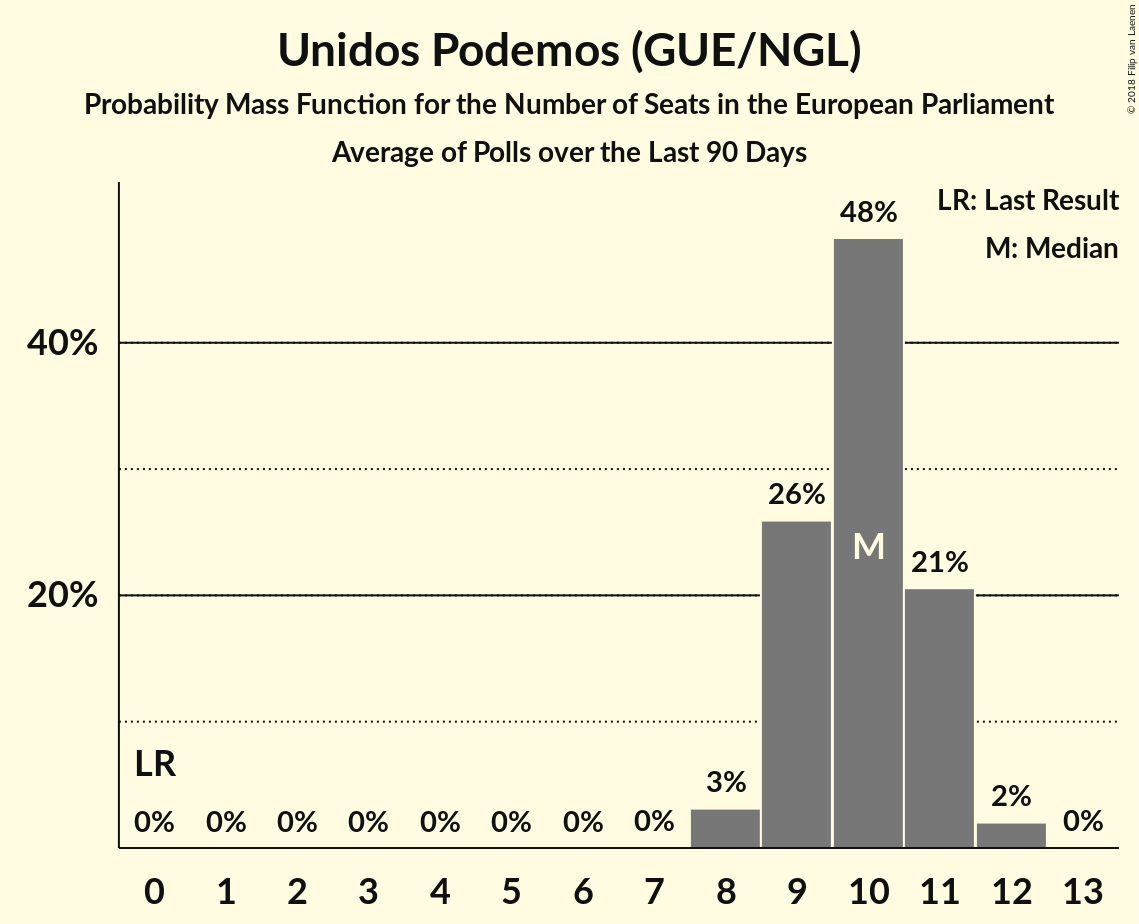 Unidos Podemos (GUE/NGL)
Probability Mass Function for the Number of Seats in the European Parliament
Average of Polls over the Last 90 Days
© 2018 Filip van Laenen
LR: Last Result
M: Median
48%
40%
26%
M
21%
20%
LR
3%
2%
0% 0% 0% 0% 0% 0% 0% 0% 0%
0 1 2 3 4 5 6 7 8 9 10 11 12 13